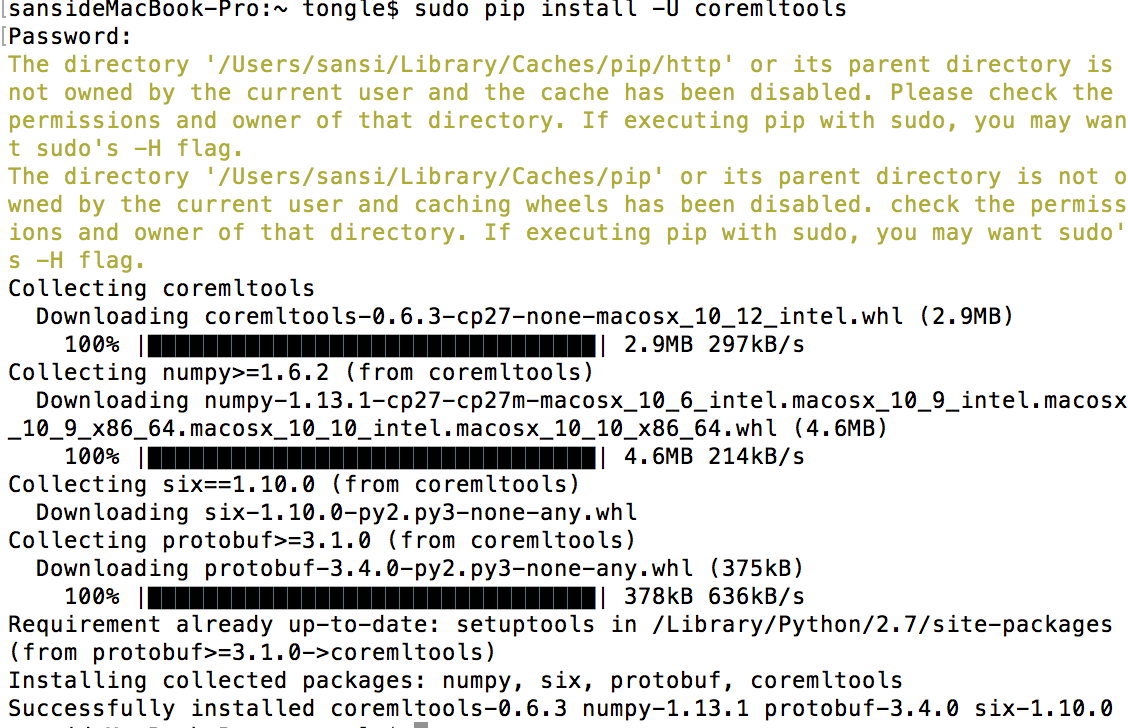 sansideMacBook-Pro:~ tongle$ sudo pip install -U coremltools
Password:
The directory '/Users/sansi/Library/Caches/pip/http' or its parent directory is
not owned by the current user and the cache has been disabled. Please check the
permissions and owner of that directory. If executing pip with sudo, you may wan
t sudo's -H flag.
The directory '/Users/sansi/Library/Caches/pip' or its parent directory is not o
wned by the current user and caching wheels has been disabled. check the permiss
ions and owner of that directory. If executing pip with sudo, you may want sudo'
s -H flag.
Collecting coremltools
Downloading coremltools-0.6.3-cp27-none-macosx_10_12_intel.whl (2.9MB)
100% |████████████████████████████████| 2.9MB 297kB/s
Collecting numpy>=1.6.2 (from coremltools)
Downloading numpy-1.13.1-cp27-cp27m-macosx_10_6_intel.macosx_10_9_intel.macosx
_10_9_x86_64.macosx_10_10_intel.macosx_10_10_x86_64.whl (4.6MB)
100% |████████████████████████████████| 4.6MB 214kB/s
Collecting six==1.10.0 (from coremltools)
Downloading six-1.10.0-py2.py3-none-any.whl
Collecting protobuf>=3.1.0 (from coremltools)
Downloading protobuf-3.4.0-py2.py3-none-any.whl (375kB)
100% |████████████████████████████████| 378kB 636kB/s
Requirement already up-to-date: setuptools in /Library/Python/2.7/site-packages
(from protobuf>=3.1.0->coremltools)
Installing collected packages: numpy, six, protobuf, coremltools
Successfully installed coremltools-0.6.3 numpy-1.13.1 protobuf-3.4.0 six-1.10.0